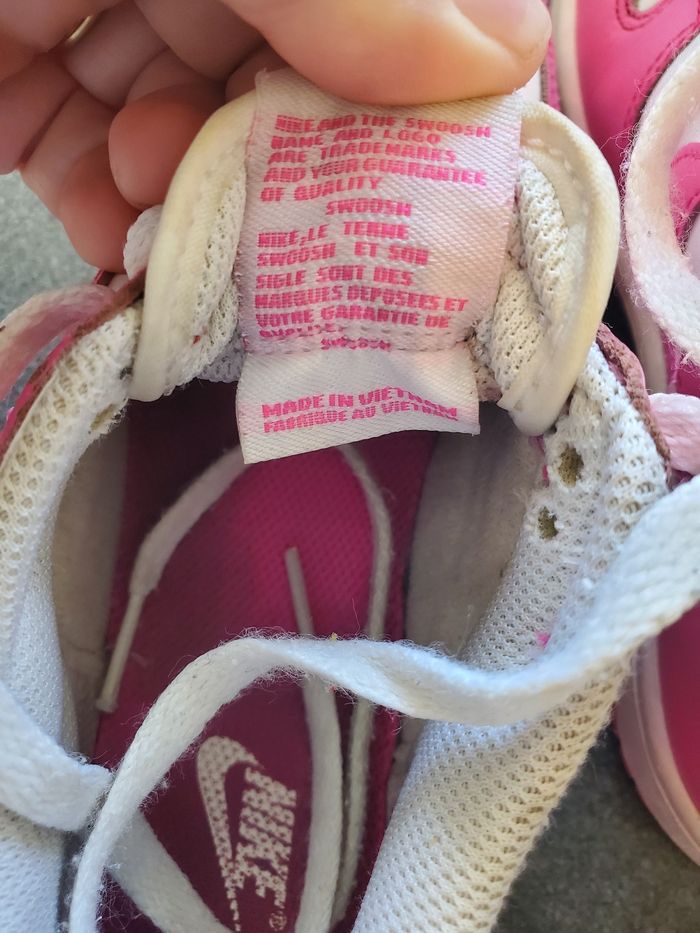 NIKE AND THE SWOOSH
NAME AND LOGO
ARE TRADEMARKS
AND YOUR GUARANTEE
OF QUALITY
SWOOSH
NIKE, LE TERME
SWOOSH ET SON
SIGLE SONT DES
MARQUES DEPOSEES ET
VOTRE GARANTIE DE
QUALITE!
SWOOSH
MADE IN VIETNAM
FABRIQUE AU VIETNAM
NIKE